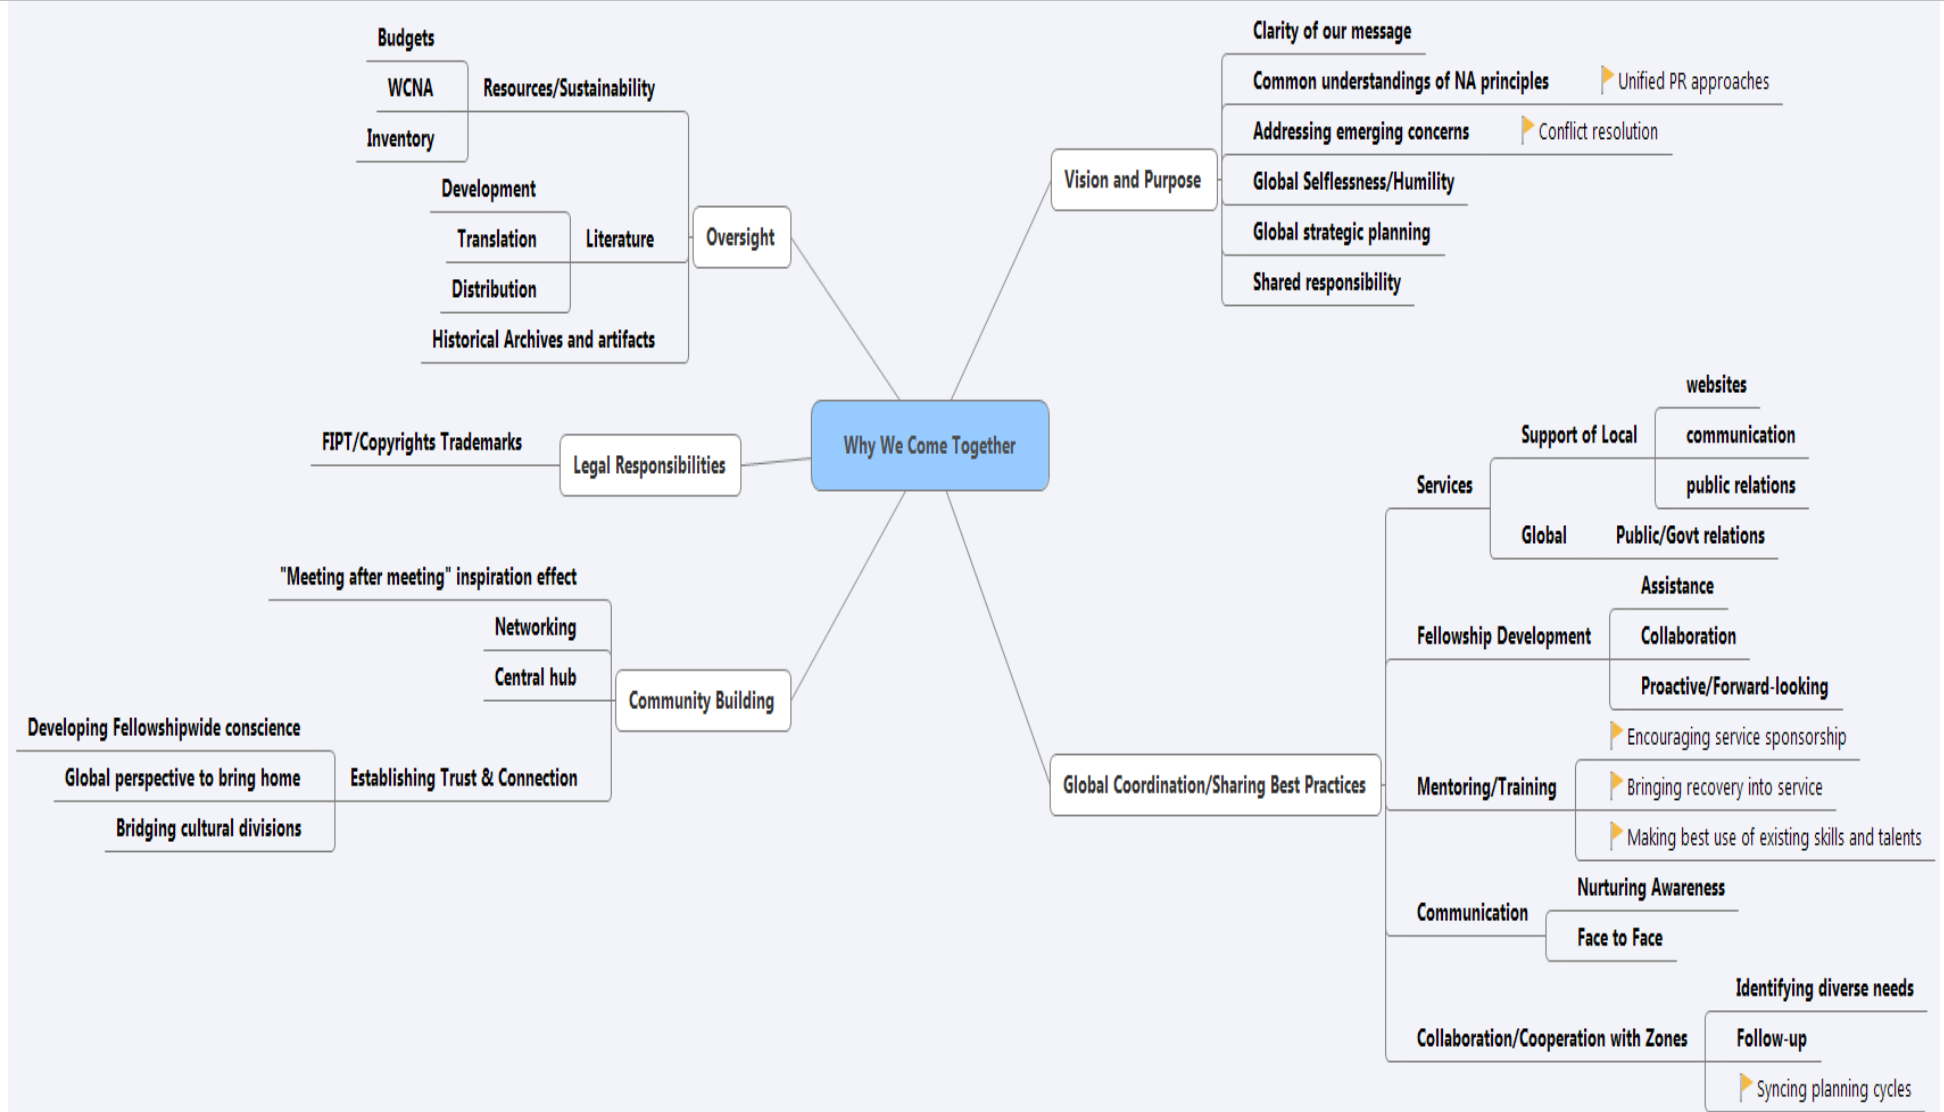 Why We Come Together
Vision and Purpose
Clarity of our message
Common understandings of NA principles
Unified PR approaches
Addressing emerging concerns
Conflict resolution
Global Selflessness/Humility
Global strategic planning
Shared responsibility
Global Coordination/Sharing Best Practices
Services
Support of Local
websites
communication
public relations
Global
Public/Govt relations
Fellowship Development
Assistance
Collaboration
Proactive/Forward-looking
Mentoring/Training
Encouraging service sponsorship
Bringing recovery into service
Making best use of existing skills and talents
Communication
Nurturing Awareness
Face to Face
Collaboration/Cooperation with Zones
Identifying diverse needs
Follow-up
Syncing planning cycles
Oversight
Resources/Sustainability
Budgets
WCNA
Inventory
Literature
Development
Translation
Distribution
Historical Archives and artifacts
Legal Responsibilities
FIPT/Copyrights Trademarks
Community Building
"Meeting after meeting" inspiration effect
Networking
Central hub
Establishing Trust & Connection
Developing Fellowshipwide conscience
Global perspective to bring home
Bridging cultural divisions